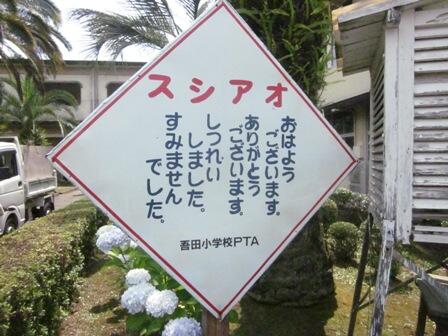 オアシス
おはよう
ございます。
ありがとう
ございます。
しつれい
しました。
すみません
でした。
吾田小学校PTA